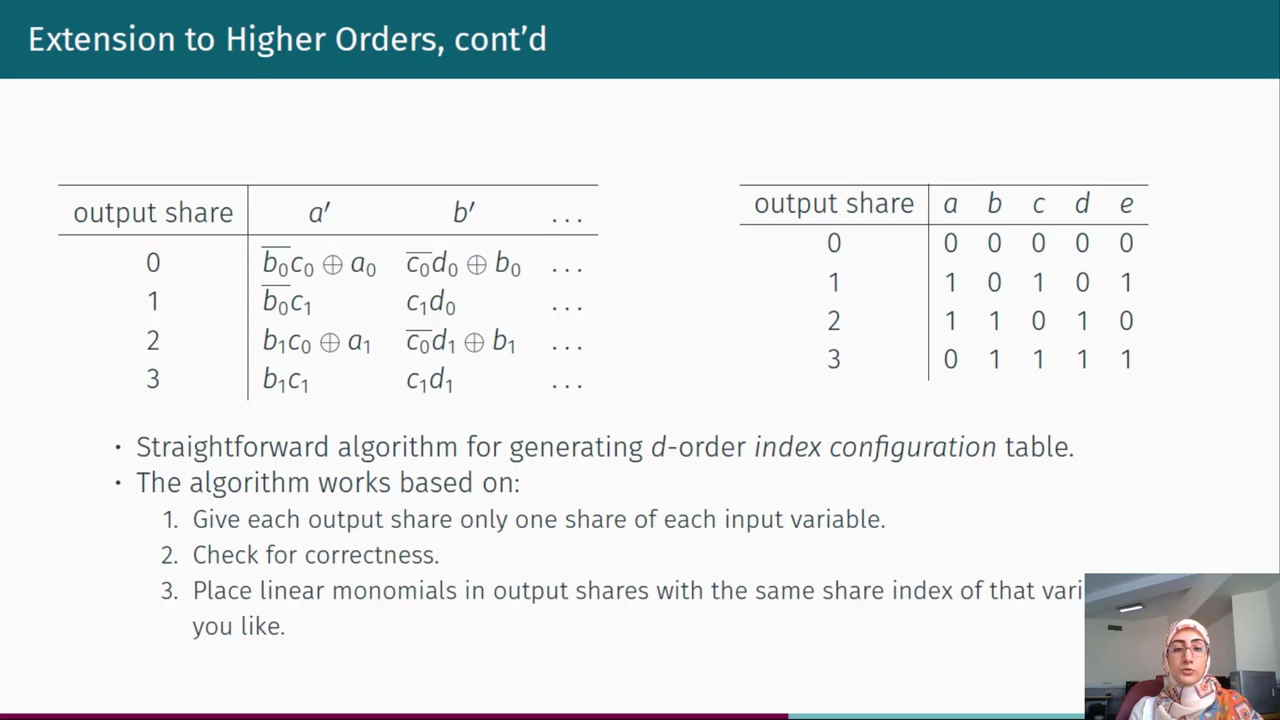 Extension to Higher Orders, cont’d
output share a′ b′ ...
0 b̅₀c₀ ⊕ a₀ c̅₀d₀ ⊕ b₀ ...
1 b̅₀c₁ c₁d₀ ...
2 b₁c₀ ⊕ a₁ c̅₀d₁ ⊕ b₁ ...
3 b₁c₁ c₁d₁ ...
output share a b c d e
0 0 0 0 0 0
1 1 0 1 0 1
2 1 1 0 1 0
3 0 1 1 1 1
· Straightforward algorithm for generating d-order index configuration table.
· The algorithm works based on:
1. Give each output share only one share of each input variable.
2. Check for correctness.
3. Place linear monomials in output shares with the same share index of that vari
you like.